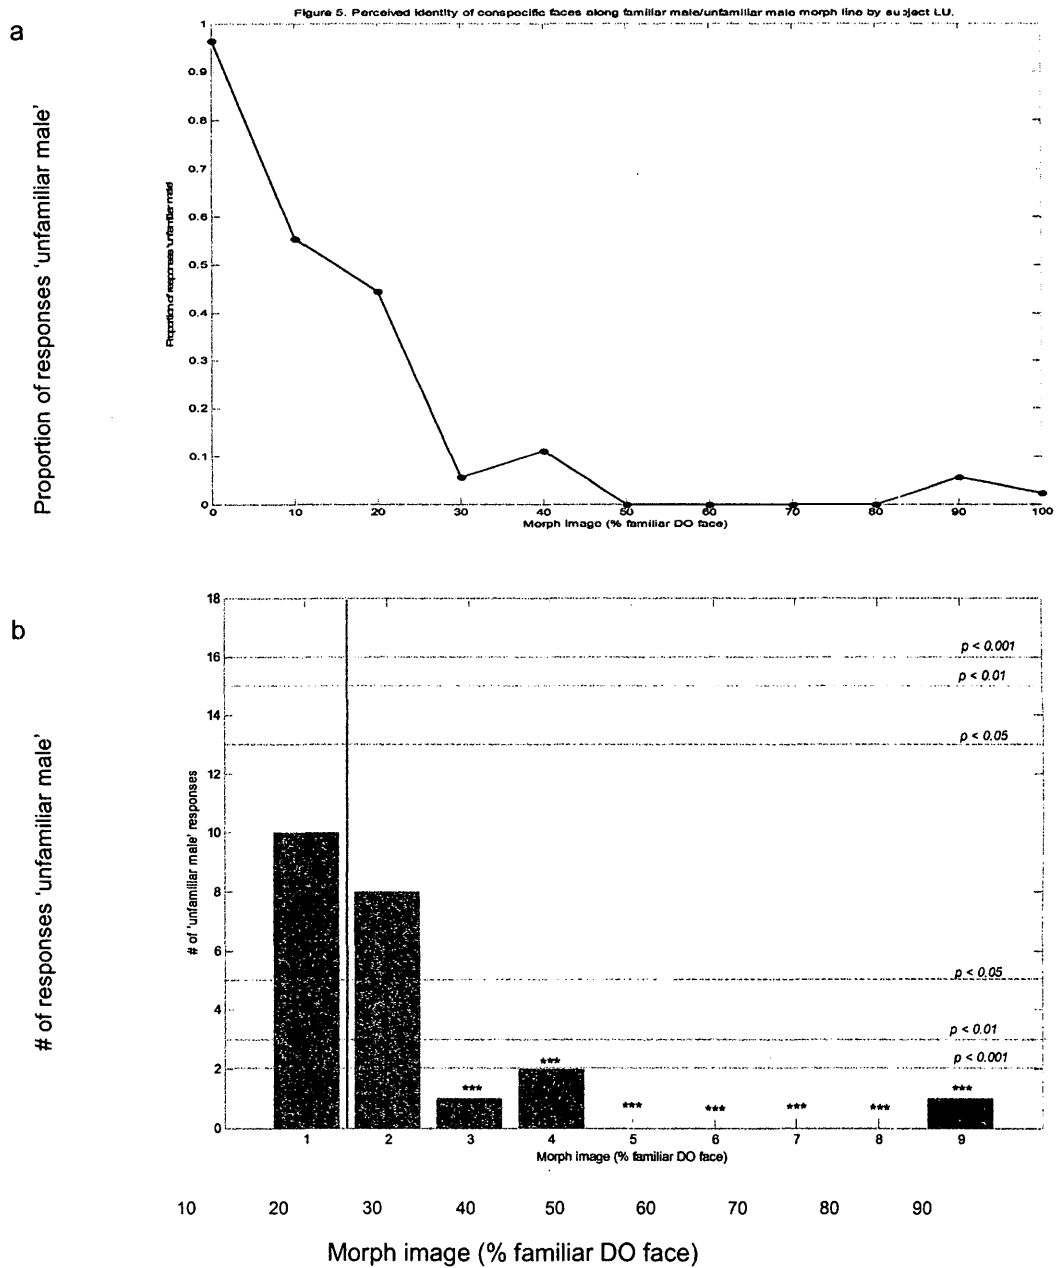 a
Figure 5. Perceived identity of conspecific faces along familiar male/unfamiliar male morph line by subject LU.
Proportion of responses 'unfamiliar male'
Proportion of responses 'unfamiliar male'
1
0.9
0.8
0.7
0.6
0.5
0.4
0.3
0.2
0.1
0
0 10 20 30 40 50 60 70 80 90 100
Morph image (% familiar DO face)
b
# of responses 'unfamiliar male'
# of 'unfamiliar male' responses
18
16
14
12
10
8
6
4
2
0
p < 0.001
p < 0.01
p < 0.05
p < 0.05
p < 0.01
p < 0.001
*** *** *** *** *** *** ***
1 2 3 4 5 6 7 8 9
Morph image (% familiar DO face)
10 20 30 40 50 60 70 80 90
Morph image (% familiar DO face)